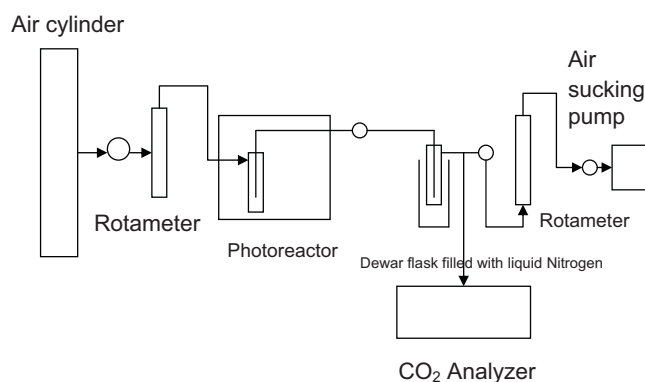 Air cylinder
Air
sucking
pump
Rotameter
Rotameter
Photoreactor
Dewar flask filled with liquid Nitrogen
CO₂ Analyzer